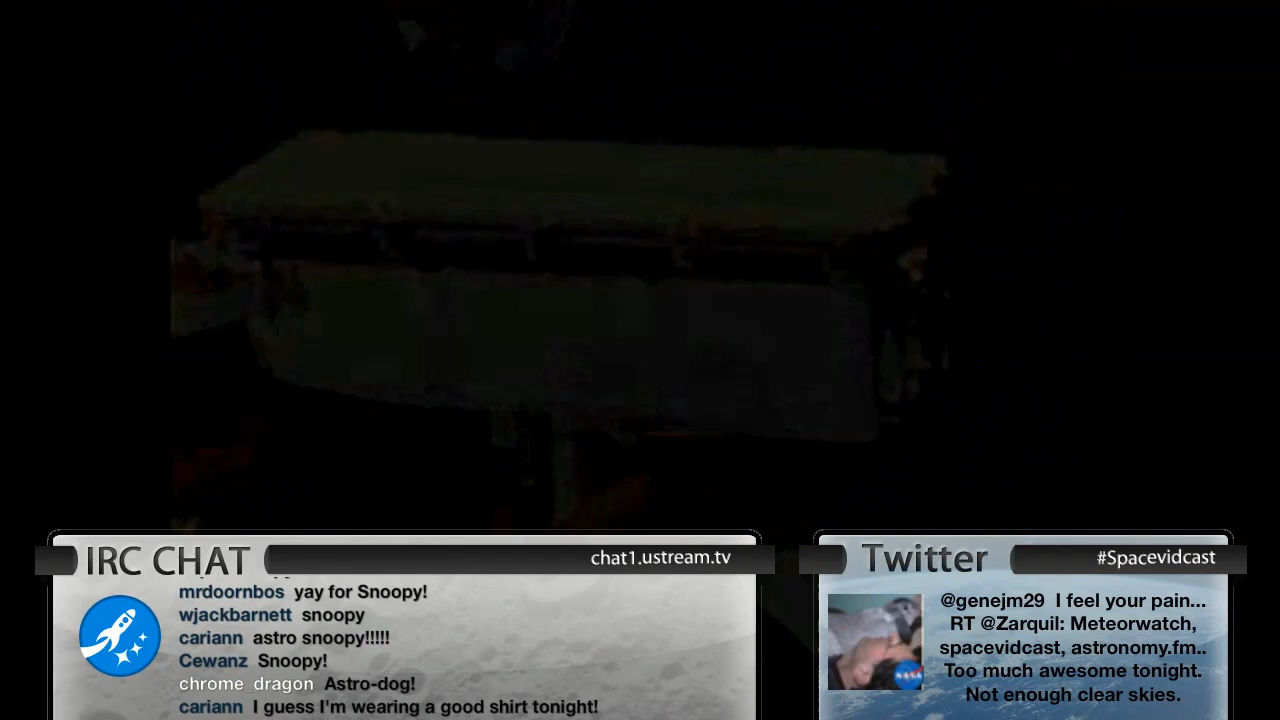 IRC CHAT
chat1.ustream.tv
mrdoornbos yay for Snoopy!
wjackbarnett snoopy
cariann astro snoopy!!!!!
Cewanz Snoopy!
chrome_dragon Astro-dog!
cariann I guess I'm wearing a good shirt tonight!
Twitter
#Spacevidcast
@genejm29 I feel your pain...
RT @Zarquil: Meteorwatch,
spacevidcast, astronomy.fm..
Too much awesome tonight.
Not enough clear skies.
NASA